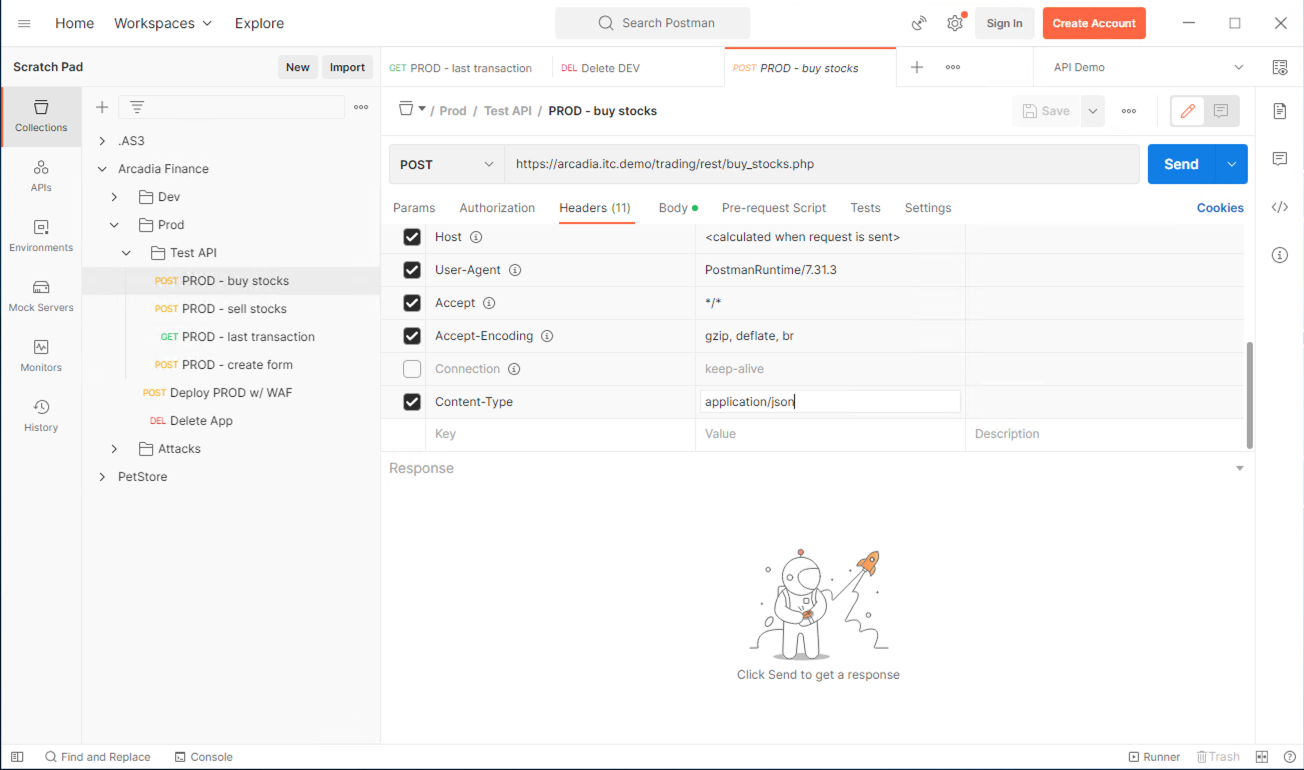 Home Workspaces Explore Search Postman Sign In Create Account
Scratch Pad New Import GET PROD - last transaction DEL Delete DEV POST PROD - buy stocks API Demo
/ Prod / Test API / PROD - buy stocks Save
Collections
APIs
Environments
Mock Servers
Monitors
History
.AS3
Arcadia Finance
Dev
Prod
Test API
POST PROD - buy stocks
POST PROD - sell stocks
GET PROD - last transaction
POST PROD - create form
POST Deploy PROD w/ WAF
DEL Delete App
Attacks
PetStore
POST https://arcadia.itc.demo/trading/rest/buy_stocks.php Send
Params Authorization Headers (11) Body Pre-request Script Tests Settings Cookies
Host <calculated when request is sent>
User-Agent PostmanRuntime/7.31.3
Accept */*
Accept-Encoding gzip, deflate, br
Connection keep-alive
Content-Type application/json
Key Value Description
Response
Click Send to get a response
Find and Replace Console Runner Trash